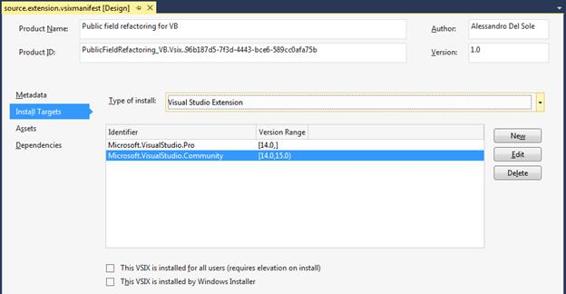 source.extension.vsixmanifest [Design]
Product Name: Public field refactoring for VB Author: Alessandro Del Sole
Product ID: PublicFieldRefactoring_VB.Vsix..96b187d5-7f3d-4443-bce6-589cc0afa75b Version: 1.0
Metadata
Install Targets
Assets
Dependencies
Type of install: Visual Studio Extension
Identifier Version Range
Microsoft.VisualStudio.Pro [14.0,]
Microsoft.VisualStudio.Community [14.0,15.0)
New
Edit
Delete
This VSIX is installed for all users (requires elevation on install)
This VSIX is installed by Windows Installer